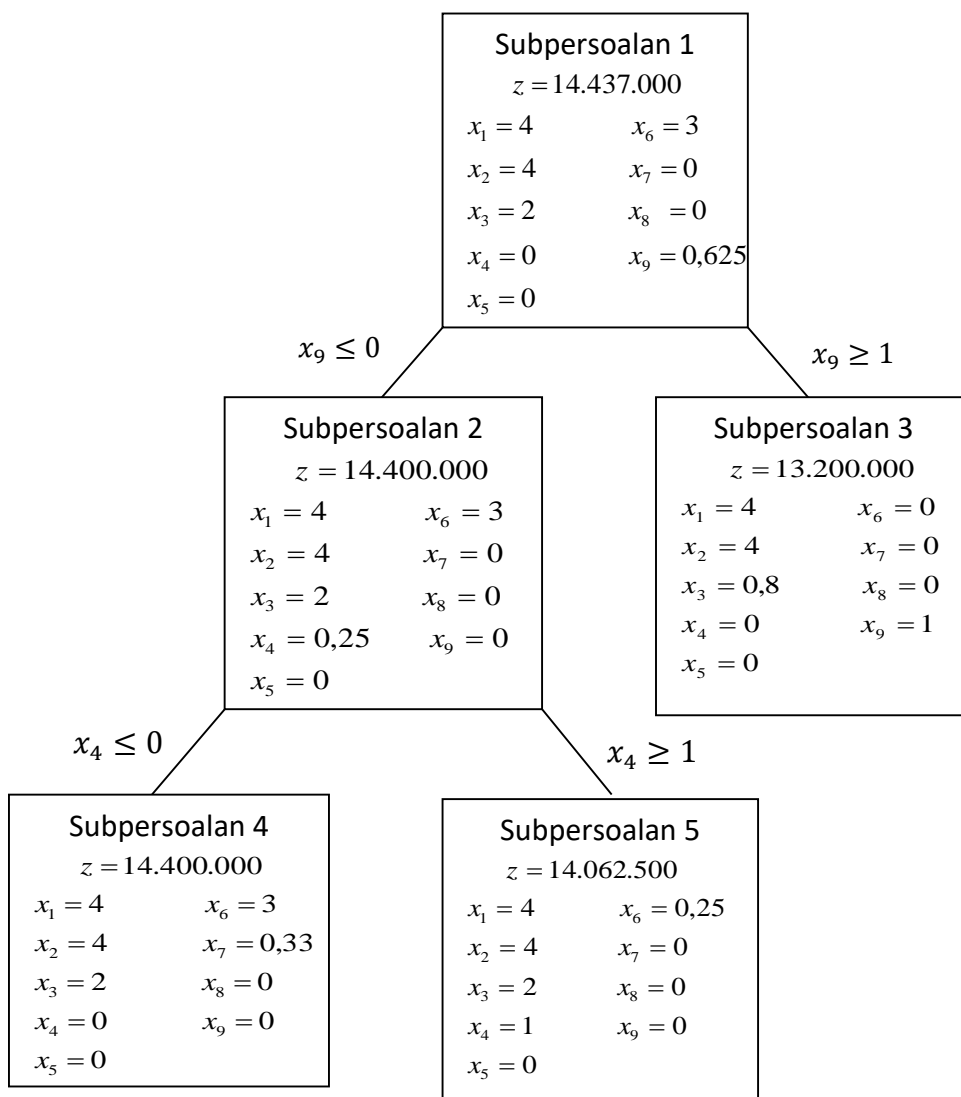 Subpersoalan 1
z = 14.437.000
x₁ = 4 x₆ = 3
x₂ = 4 x₇ = 0
x₃ = 2 x₈ = 0
x₄ = 0 x₉ = 0,625
x₅ = 0
x₉ ≤ 0 x₉ ≥ 1
Subpersoalan 2
z = 14.400.000
x₁ = 4 x₆ = 3
x₂ = 4 x₇ = 0
x₃ = 2 x₈ = 0
x₄ = 0,25 x₉ = 0
x₅ = 0
Subpersoalan 3
z = 13.200.000
x₁ = 4 x₆ = 0
x₂ = 4 x₇ = 0
x₃ = 0,8 x₈ = 0
x₄ = 0 x₉ = 1
x₅ = 0
x₄ ≤ 0 x₄ ≥ 1
Subpersoalan 4
z = 14.400.000
x₁ = 4 x₆ = 3
x₂ = 4 x₇ = 0,33
x₃ = 2 x₈ = 0
x₄ = 0 x₉ = 0
x₅ = 0
Subpersoalan 5
z = 14.062.500
x₁ = 4 x₆ = 0,25
x₂ = 4 x₇ = 0
x₃ = 2 x₈ = 0
x₄ = 1 x₉ = 0
x₅ = 0